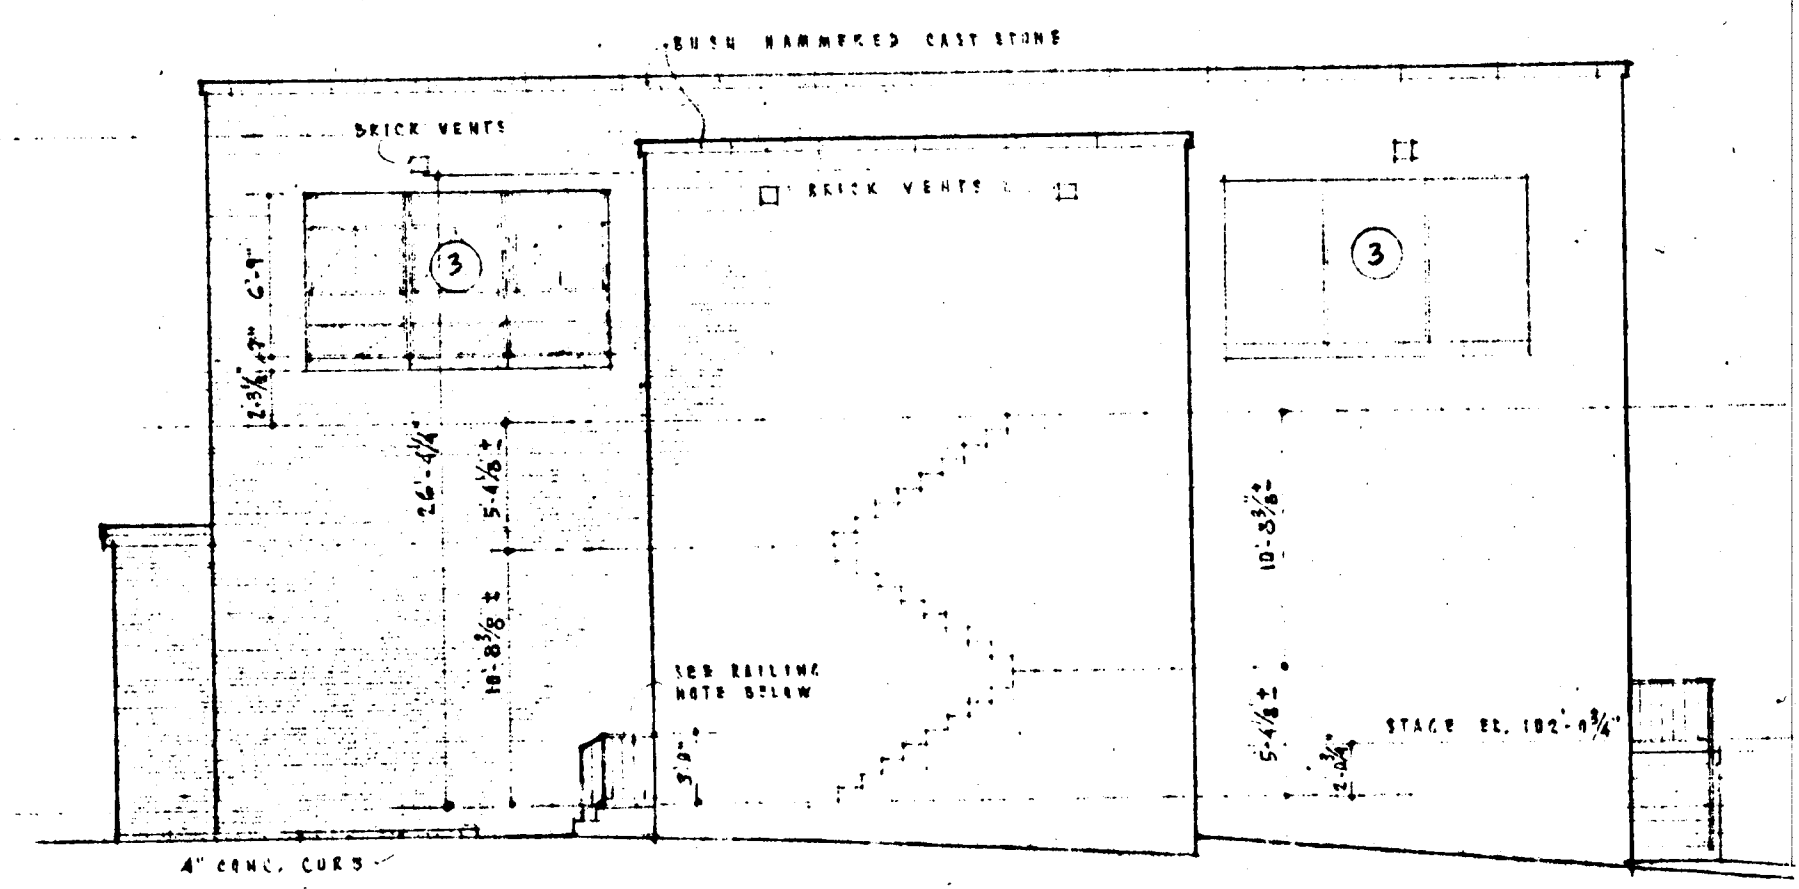 BUSH HAMMERED CAST STONE
BRICK VENTS
BRICK VENTS
3
3
6'-9"
7"
2'-3⅛"
26'-4¼"
5'-4⅛ ±
10'-8⅜"±
10'-8⅜ ±
SEE RAILING
NOTE BELOW
STAGE EL. 102'-0¾"
5'-4⅛ ±
2'-0¾"
3'-0"
4" CONC. CURB